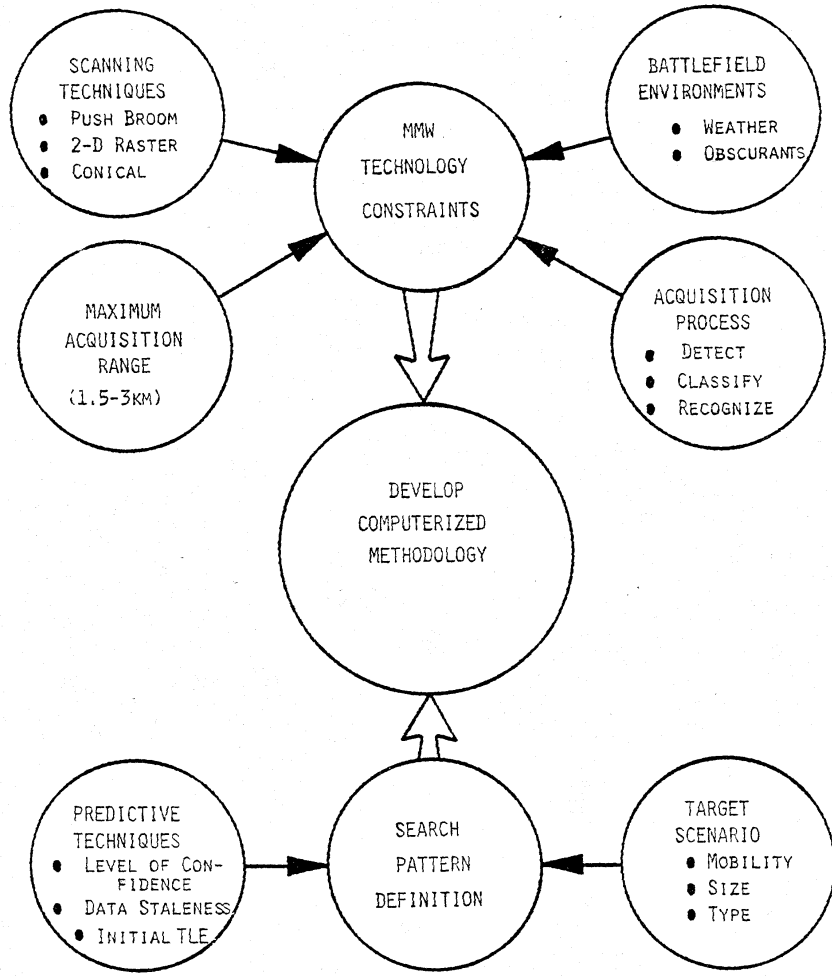 SCANNING
TECHNIQUES
• PUSH BROOM
• 2-D RASTER
• CONICAL
MMW
TECHNOLOGY
CONSTRAINTS
BATTLEFIELD
ENVIRONMENTS
• WEATHER
• OBSCURANTS
MAXIMUM
ACQUISITION
RANGE
(1.5-3KM)
ACQUISITION
PROCESS
• DETECT
• CLASSIFY
• RECOGNIZE
DEVELOP
COMPUTERIZED
METHODOLOGY
PREDICTIVE
TECHNIQUES
• LEVEL OF CON-
FIDENCE
• DATA STALENESS
• INITIAL TLE
SEARCH
PATTERN
DEFINITION
TARGET
SCENARIO
• MOBILITY
• SIZE
• TYPE